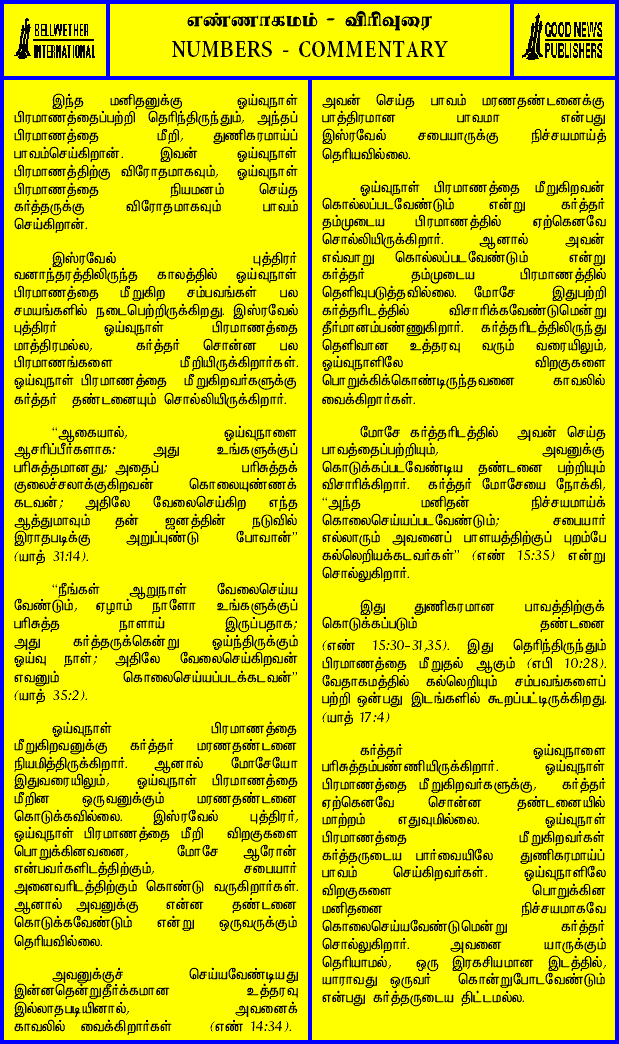 BELLWETHER
INTERNATIONAL
எண்ணாகமம் - விரிவுரை
NUMBERS - COMMENTARY
GOOD NEWS
PUBLISHERS
இந்த மனிதனுக்கு ஓய்வுநாள்
பிரமாணத்தைப்பற்றி தெரிந்திருந்தும், அந்தப்
பிரமாணத்தை மீறி, துணிகரமாய்ப்
பாவம்செய்கிறான். இவன் ஓய்வுநாள்
பிரமாணத்திற்கு விரோதமாகவும், ஓய்வுநாள்
பிரமாணத்தை நியமனம் செய்த
கர்த்தருக்கு விரோதமாகவும் பாவம்
செய்கிறான்.
இஸ்ரவேல் புத்திரர்
வனாந்தரத்திலிருந்த காலத்தில் ஓய்வுநாள்
பிரமாணத்தை மீறுகிற சம்பவங்கள் பல
சமயங்களில் நடைபெற்றிருக்கிறது. இஸ்ரவேல்
புத்திரர் ஓய்வுநாள் பிரமாணத்தை
மாத்திரமல்ல, கர்த்தர் சொன்ன பல
பிரமாணங்களை மீறியிருக்கிறார்கள்.
ஓய்வுநாள் பிரமாணத்தை மீறுகிறவர்களுக்கு
கர்த்தர் தண்டனையும் சொல்லியிருக்கிறார்.
“ஆகையால், ஓய்வுநாளை
ஆசரிப்பீர்களாக: அது உங்களுக்குப்
பரிசுத்தமானது; அதைப் பரிசுத்தக்
குலைச்சலாக்குகிறவன் கொலையுண்ணக்
கடவன்; அதிலே வேலைசெய்கிற எந்த
ஆத்துமாவும் தன் ஜனத்தின் நடுவில்
இராதபடிக்கு அறுப்புண்டு போவான்”
(யாத் 31:14).
“நீங்கள் ஆறுநாள் வேலைசெய்ய
வேண்டும், ஏழாம் நாளோ உங்களுக்குப்
பரிசுத்த நாளாய் இருப்பதாக;
அது கர்த்தருக்கென்று ஓய்ந்திருக்கும்
ஓய்வு நாள்; அதிலே வேலைசெய்கிறவன்
எவனும் கொலைசெய்யப்படக்கடவன்”
(யாத் 35:2).
ஓய்வுநாள் பிரமாணத்தை
மீறுகிறவனுக்கு கர்த்தர் மரணதண்டனை
நியமித்திருக்கிறார். ஆனால் மோசேயோ
இதுவரையிலும், ஓய்வுநாள் பிரமாணத்தை
மீறின ஒருவனுக்கும் மரணதண்டனை
கொடுக்கவில்லை. இஸ்ரவேல் புத்திரர்,
ஓய்வுநாள் பிரமாணத்தை மீறி விறகுகளை
பொறுக்கினவனை, மோசே ஆரோன்
என்பவர்களிடத்திற்கும், சபையார்
அனைவரிடத்திற்கும் கொண்டு வருகிறார்கள்.
ஆனால் அவனுக்கு என்ன தண்டனை
கொடுக்கவேண்டும் என்று ஒருவருக்கும்
தெரியவில்லை.
அவனுக்குச் செய்யவேண்டியது
இன்னதென்றுதீர்க்கமான உத்தரவு
இல்லாதபடியினால், அவனைக்
காவலில் வைக்கிறார்கள் (எண் 14:34).
அவன் செய்த பாவம் மரணதண்டனைக்கு
பாத்திரமான பாவமா என்பது
இஸ்ரவேல் சபையாருக்கு நிச்சயமாய்த்
தெரியவில்லை.
ஓய்வுநாள் பிரமாணத்தை மீறுகிறவன்
கொல்லப்படவேண்டும் என்று கர்த்தர்
தம்முடைய பிரமாணத்தில் ஏற்கெனவே
சொல்லியிருக்கிறார். ஆனால் அவன்
எவ்வாறு கொல்லப்படவேண்டும் என்று
கர்த்தர் தம்முடைய பிரமாணத்தில்
தெளிவுபடுத்தவில்லை. மோசே இதுபற்றி
கர்த்தரிடத்தில் விசாரிக்கவேண்டுமென்று
தீர்மானம்பண்ணுகிறார். கர்த்தரிடத்திலிருந்து
தெளிவான உத்தரவு வரும் வரையிலும்,
ஓய்வுநாளிலே விறகுகளை
பொறுக்கிக்கொண்டிருந்தவனை காவலில்
வைக்கிறார்கள்.
மோசே கர்த்தரிடத்தில் அவன் செய்த
பாவத்தைப்பற்றியும், அவனுக்கு
கொடுக்கப்படவேண்டிய தண்டனை பற்றியும்
விசாரிக்கிறார். கர்த்தர் மோசேயை நோக்கி,
“அந்த மனிதன் நிச்சயமாய்க்
கொலைசெய்யப்படவேண்டும்; சபையார்
எல்லாரும் அவனைப் பாளயத்திற்குப் புறம்பே
கல்லெறியக்கடவர்கள்” (எண் 15:35) என்று
சொல்லுகிறார்.
இது துணிகரமான பாவத்திற்குக்
கொடுக்கப்படும் தண்டனை
(எண் 15:30-31,35). இது தெரிந்திருந்தும்
பிரமாணத்தை மீறுதல் ஆகும் (எபி 10:28).
வேதாகமத்தில் கல்லெறியும் சம்பவங்களைப்
பற்றி ஒன்பது இடங்களில் கூறப்பட்டிருக்கிறது.
(யாத் 17:4)
கர்த்தர் ஓய்வுநாளை
பரிசுத்தம்பண்ணியிருக்கிறார். ஓய்வுநாள்
பிரமாணத்தை மீறுகிறவர்களுக்கு, கர்த்தர்
ஏற்கெனவே சொன்ன தண்டனையில்
மாற்றம் எதுவுமில்லை. ஓய்வுநாள்
பிரமாணத்தை மீறுகிறவர்கள்
கர்த்தருடைய பார்வையிலே துணிகரமாய்ப்
பாவம் செய்கிறவர்கள். ஓய்வுநாளிலே
விறகுகளை பொறுக்கின
மனிதனை நிச்சயமாகவே
கொலைசெய்யவேண்டுமென்று கர்த்தர்
சொல்லுகிறார். அவனை யாருக்கும்
தெரியாமல், ஒரு இரகசியமான இடத்தில்,
யாராவது ஒருவர் கொன்றுபோடவேண்டும்
என்பது கர்த்தருடைய திட்டமல்ல.